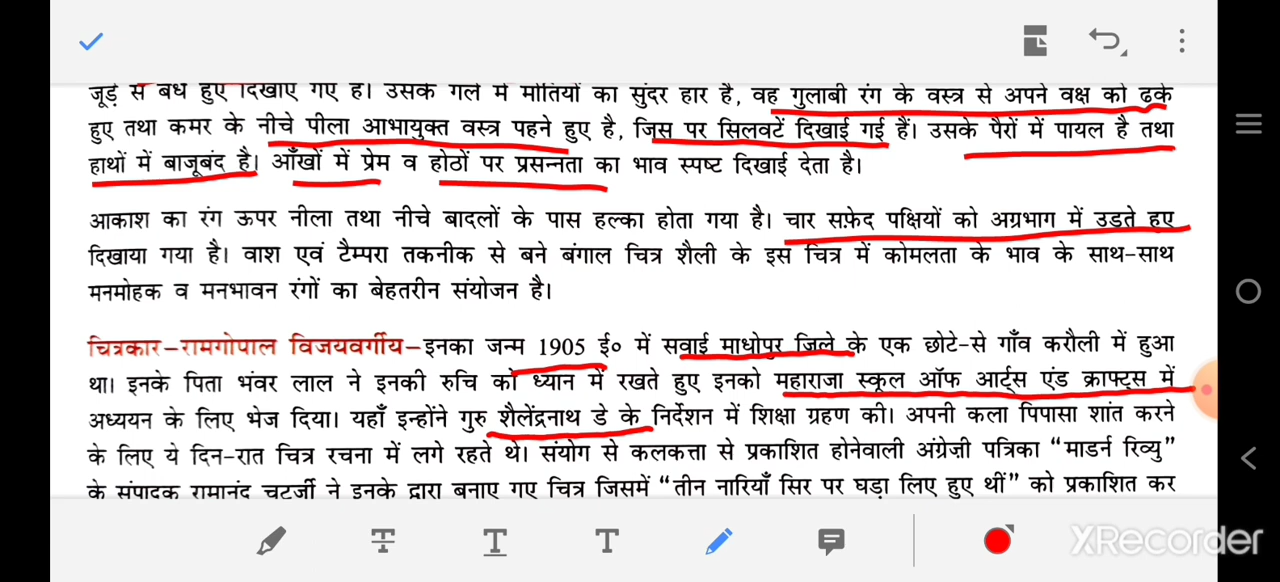 जूड़े से बंधे हुए दिखाए गए हैं। उसके गले में मोतियों का सुंदर हार है, वह गुलाबी रंग के वस्त्र से अपने वक्ष को ढके
हुए तथा कमर के नीचे पीला आभायुक्त वस्त्र पहने हुए है, जिस पर सिलवटें दिखाई गई हैं। उसके पैरों में पायल है तथा
हाथों में बाजूबंद है। आँखों में प्रेम व होठों पर प्रसन्नता का भाव स्पष्ट दिखाई देता है।
आकाश का रंग ऊपर नीला तथा नीचे बादलों के पास हल्का होता गया है। चार सफ़ेद पक्षियों को अग्रभाग में उड़ते हुए
दिखाया गया है। वाश एवं टैम्परा तकनीक से बने बंगाल चित्र शैली के इस चित्र में कोमलता के भाव के साथ-साथ
मनमोहक व मनभावन रंगों का बेहतरीन संयोजन है।
चित्रकार-रामगोपाल विजयवर्गीय-इनका जन्म 1905 ई० में सवाई माधोपुर जिले के एक छोटे-से गाँव करौली में हुआ
था। इनके पिता भंवर लाल ने इनकी रुचि को ध्यान में रखते हुए इनको महाराजा स्कूल ऑफ आर्ट्स एंड क्राफ्ट्स में
अध्ययन के लिए भेज दिया। यहाँ इन्होंने गुरु शैलेंद्रनाथ डे के निर्देशन में शिक्षा ग्रहण की। अपनी कला पिपासा शांत करने
के लिए ये दिन-रात चित्र रचना में लगे रहते थे। संयोग से कलकत्ता से प्रकाशित होनेवाली अंग्रेजी पत्रिका "मार्डन रिव्यु"
के संपादक रामानंद चटर्जी ने इनके द्वारा बनाए गए चित्र जिसमें "तीन नारियाँ सिर पर घड़ा लिए हुए थीं" को प्रकाशित कर
T T T
XRecorder